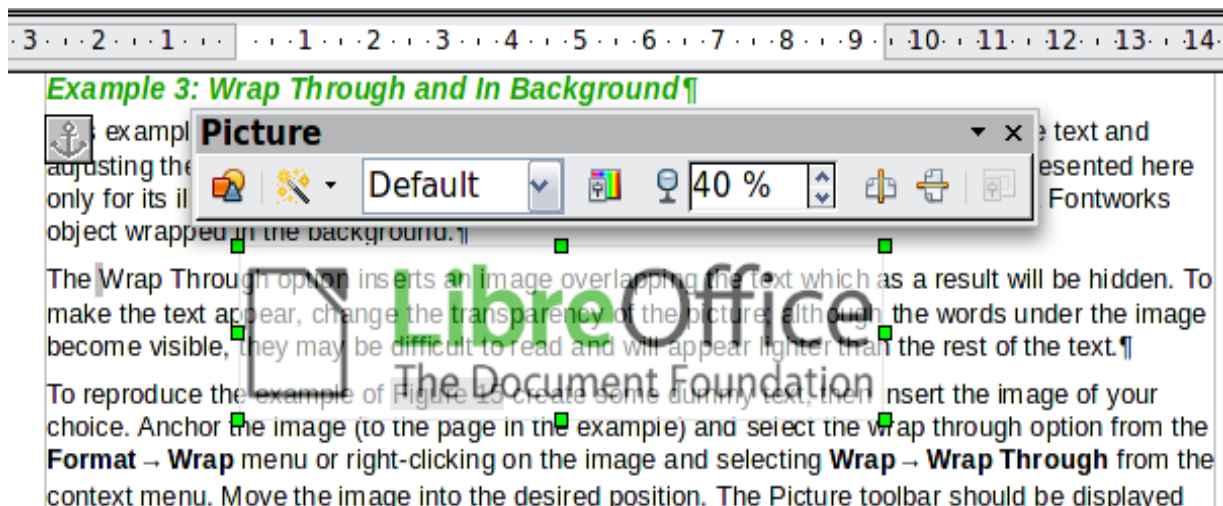 3 2 1 1 2 3 4 5 6 7 8 9 10 11 12 13 14
Example 3: Wrap Through and In Background¶
exampl Picture text and
adjusting the Default 40 % esented here
only for its il Fontworks
object wrapped in the background.¶
The Wrap Through option inserts an image overlapping the text which as a result will be hidden. To
LibreOffice
make the text appear, change the transparency of the picture; although the words under the image
become visible, they may be difficult to read and will appear lighter than the rest of the text.¶
The Document Foundation
To reproduce the example of Figure 15 create some dummy text, then insert the image of your
choice. Anchor the image (to the page in the example) and select the wrap through option from the
Format → Wrap menu or right-clicking on the image and selecting Wrap → Wrap Through from the
context menu. Move the image into the desired position. The Picture toolbar should be displayed